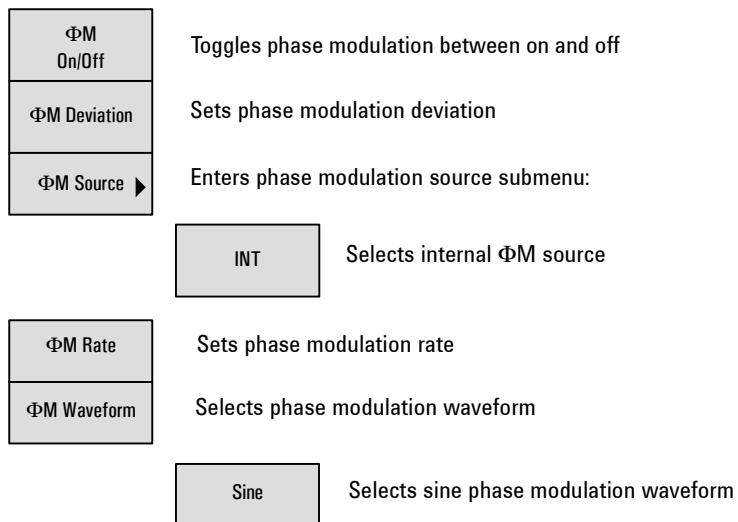 ΦM
On/Off
Toggles phase modulation between on and off
ΦM Deviation
Sets phase modulation deviation
ΦM Source
Enters phase modulation source submenu:
INT
Selects internal ΦM source
ΦM Rate
Sets phase modulation rate
ΦM Waveform
Selects phase modulation waveform
Sine
Selects sine phase modulation waveform